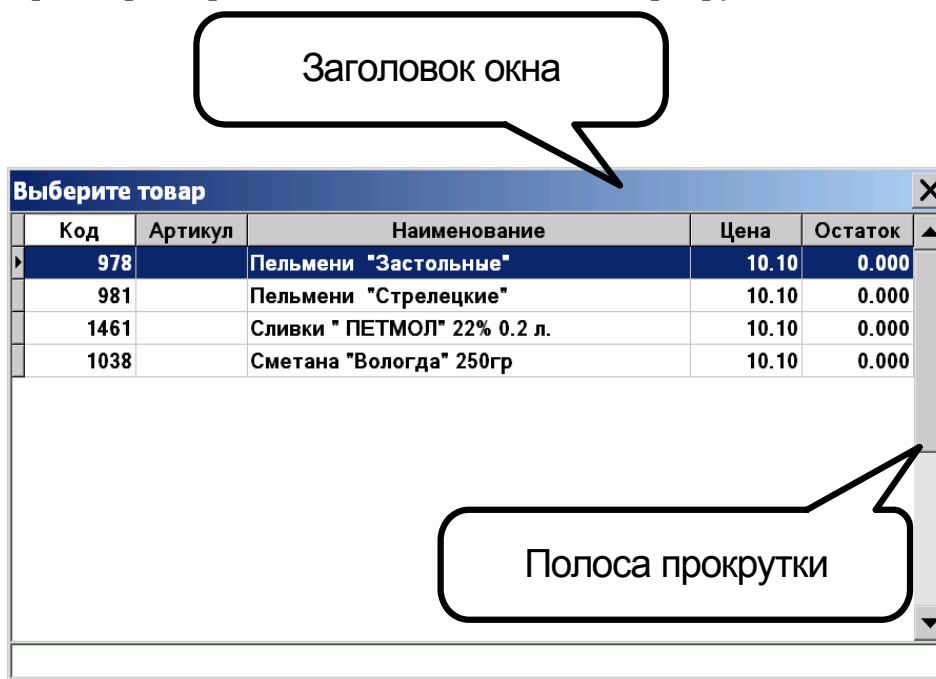 Заголовок окна
Выберите товар
Код Артикул Наименование Цена Остаток
978 Пельмени "Застольные" 10.10 0.000
981 Пельмени "Стрелецкие" 10.10 0.000
1461 Сливки " ПЕТМОЛ" 22% 0.2 л. 10.10 0.000
1038 Сметана "Вологда" 250гр 10.10 0.000
Полоса прокрутки